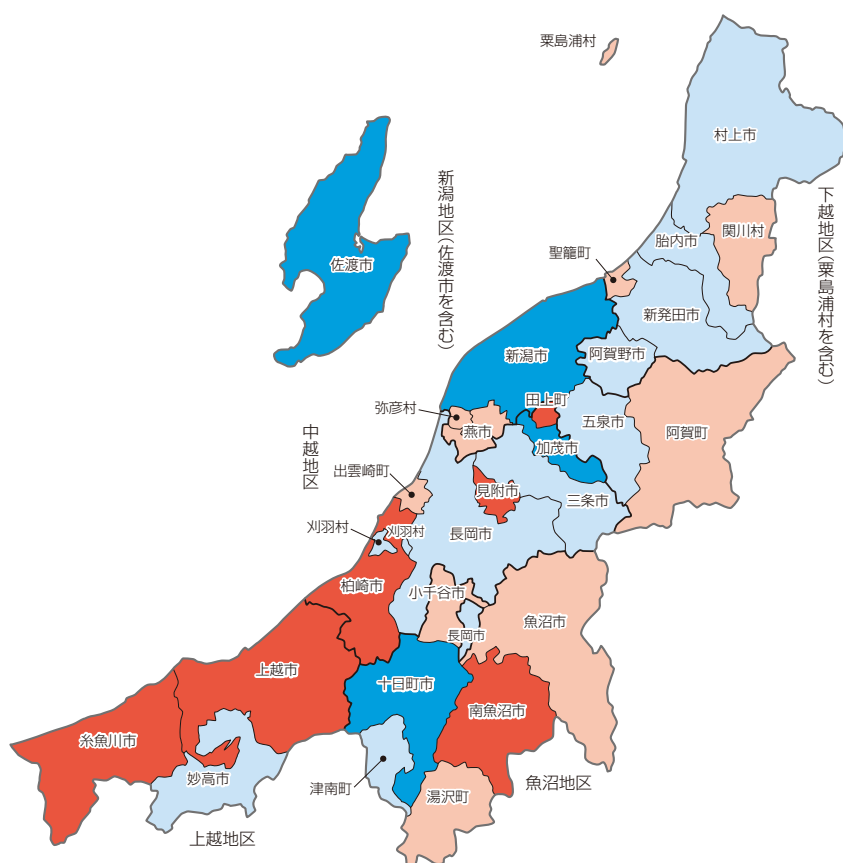 粟島浦村
村上市
新潟地区(佐渡市を含む)
下越地区(粟島浦村を含む)
関川村
胎内市
聖籠町
佐渡市
新発田市
新潟市
阿賀野市
田上町
弥彦村
燕市
五泉市
阿賀町
中越地区
加茂市
出雲崎町
見附市
三条市
刈羽村
刈羽村
長岡市
柏崎市
小千谷市
魚沼市
長岡市
上越市
十日町市
南魚沼市
糸魚川市
妙高市
津南町
魚沼地区
湯沢町
上越地区